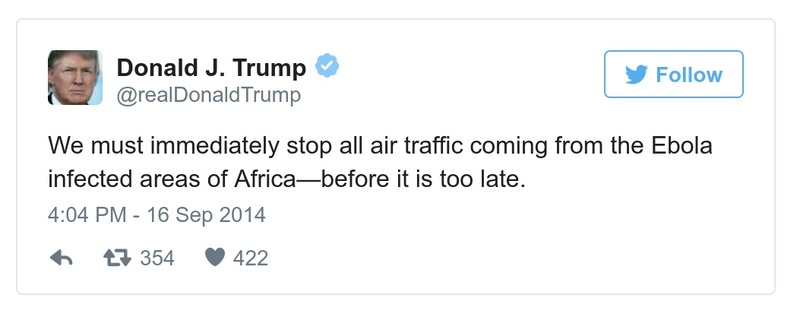 Donald J. Trump
@realDonaldTrump
Follow
We must immediately stop all air traffic coming from the Ebola
infected areas of Africa—before it is too late.
4:04 PM - 16 Sep 2014
354 422